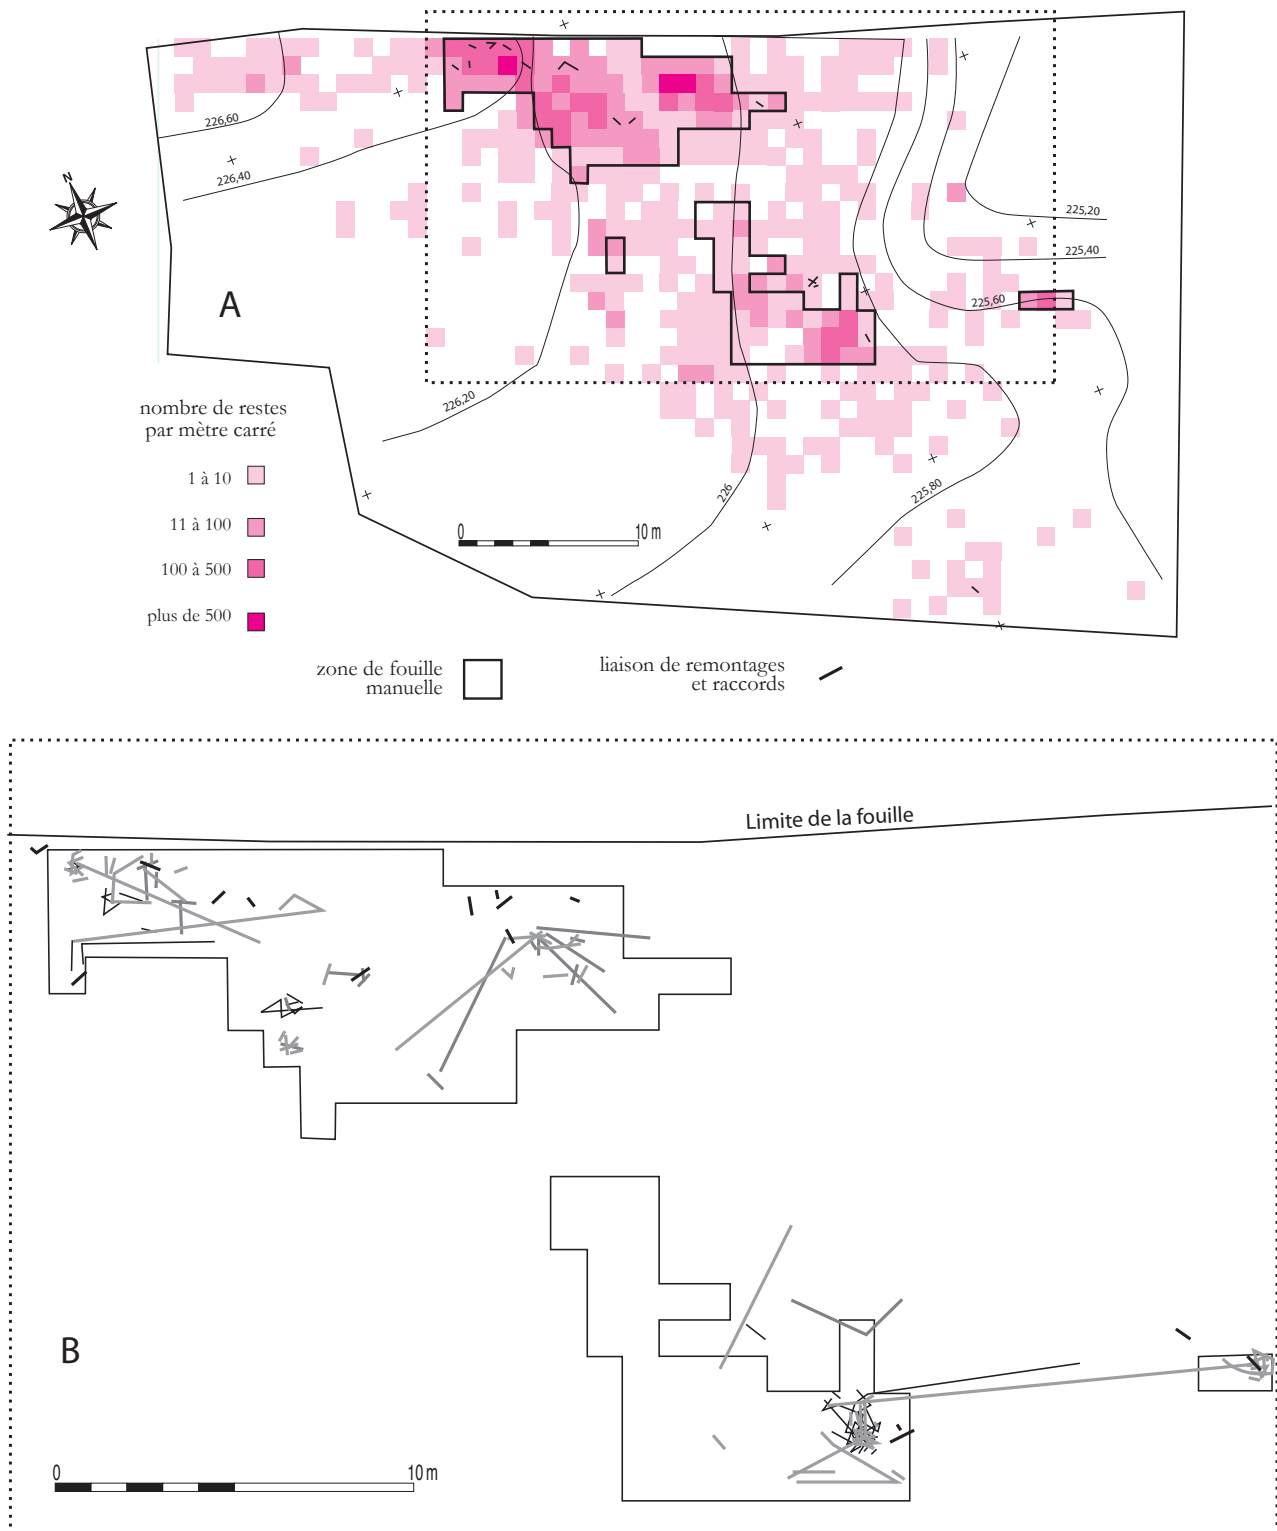 N
226,60
226,40
225,20
225,40
225,60
A
226,20
226
225,80
nombre de restes
par mètre carré
1 à 10
11 à 100
100 à 500
plus de 500
0 10 m
zone de fouille
manuelle
liaison de remontages
et raccords
Limite de la fouille
B
0 10 m